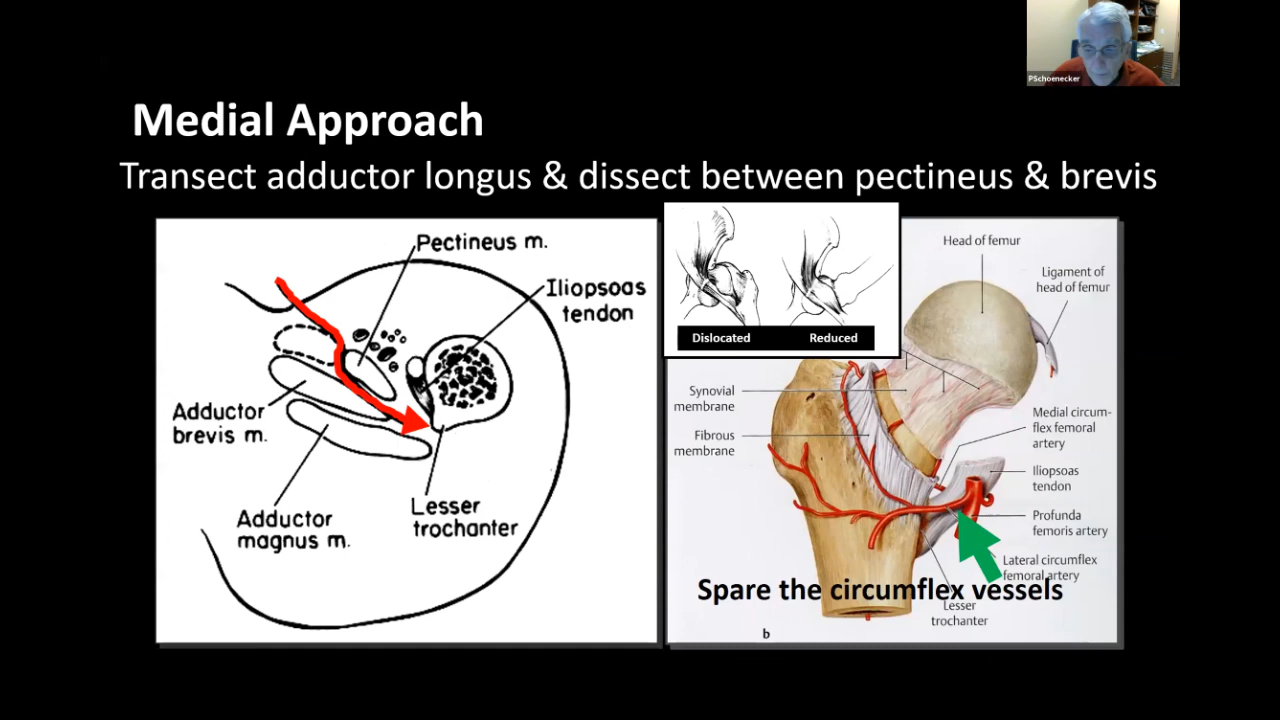 PSchoenecker
Medial Approach
Transect adductor longus & dissect between pectineus & brevis
Pectineus m.
Iliopsoas
tendon
Adductor
brevis m.
Adductor
magnus m.
Lesser
trochanter
Dislocated
Reduced
Head of femur
Ligament of
head of femur
Synovial
membrane
Fibrous
membrane
Medial circum-
flex femoral
artery
Iliopsoas
tendon
Profunda
femoris artery
Lateral circumflex
femoral artery
Spare the circumflex vessels
Lesser
trochanter
b